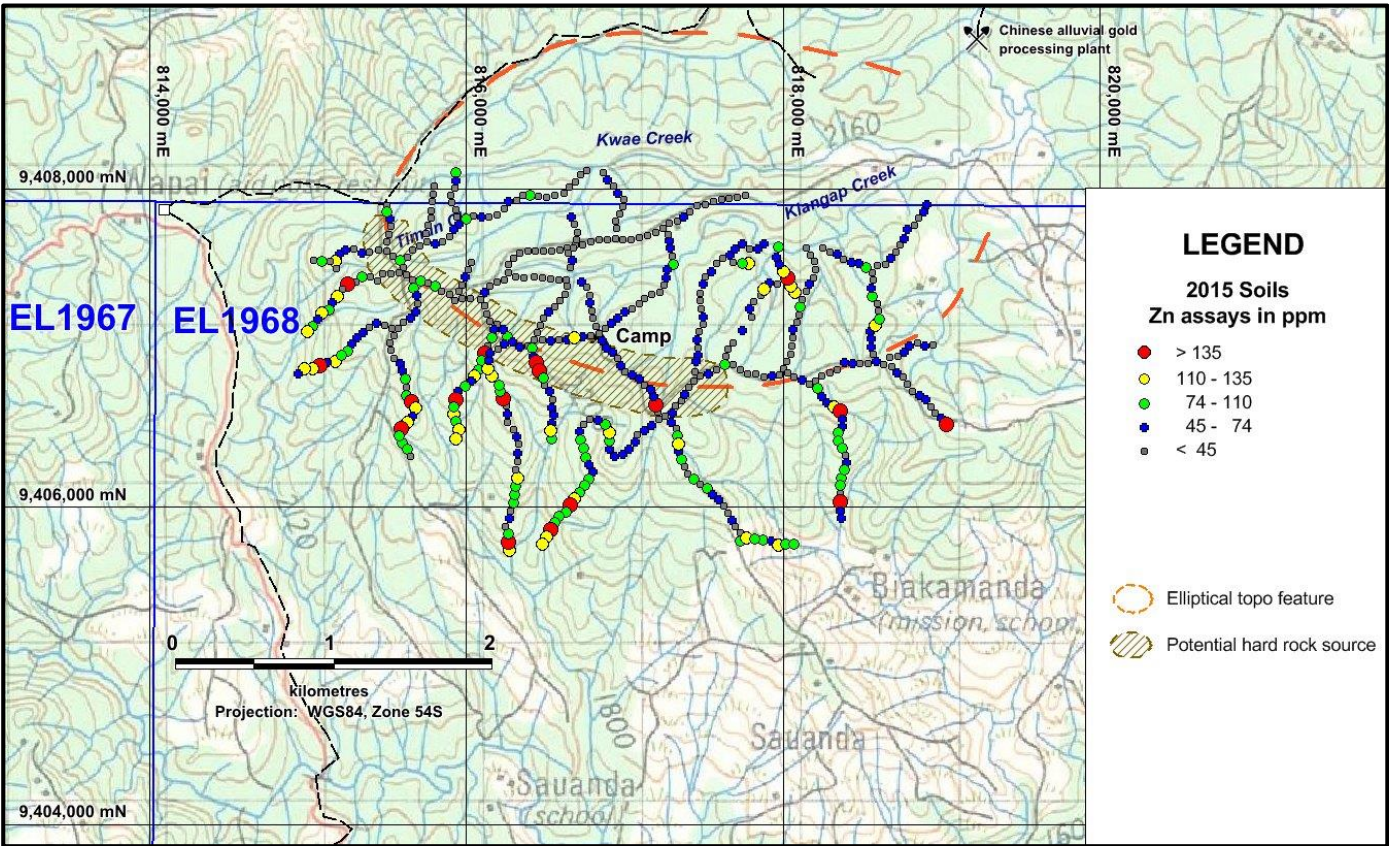 Chinese alluvial gold
processing plant
814,000 mE
816,000 mE
818,000 mE
820,000 mE
2160
Kwae Creek
9,408,000 mN
Wapai
Klangap Creek
Timan
LEGEND
2015 Soils
Zn assays in ppm
> 135
110 - 135
74 - 110
45 - 74
< 45
EL1967
EL1968
Camp
9,406,000 mN
Biakamanda
(mission, school
Elliptical topo feature
Potential hard rock source
0 1 2
kilometres
Projection: WGS84, Zone 54S
1800
Sauanda
Sauanda
(school)
9,404,000 mN